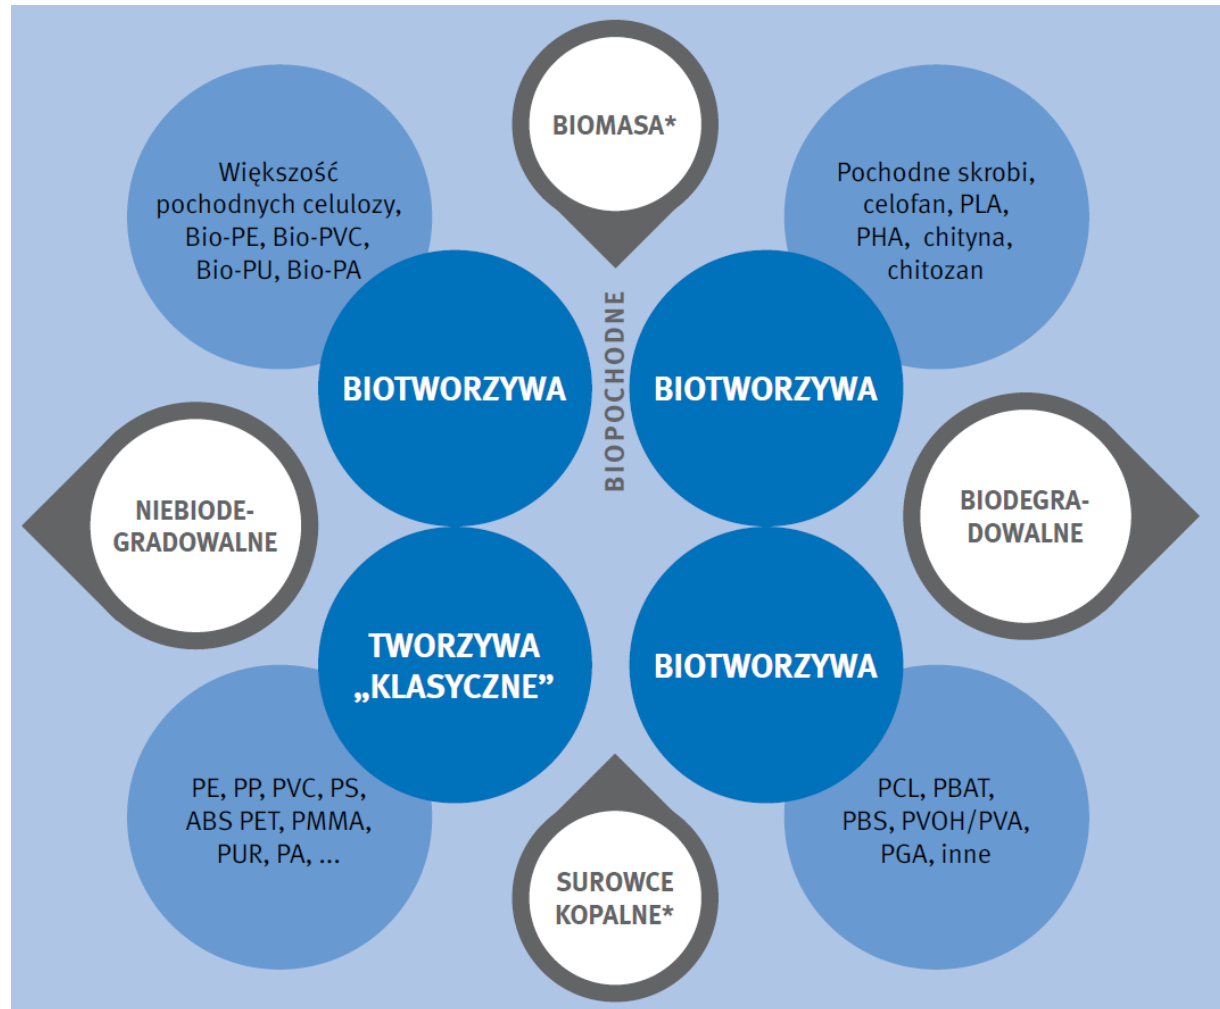 BIOMASA*
Większość
pochodnych celulozy,
Bio-PE, Bio-PVC,
Bio-PU, Bio-PA
Pochodne skrobi,
celofan, PLA,
PHA, chityna,
chitozan
BIOTWORZYWA
BIOPOCHODNE
BIOTWORZYWA
NIEBIODE-
GRADOWALNE
BIODEGRA-
DOWALNE
TWORZYWA
„KLASYCZNE”
BIOTWORZYWA
PE, PP, PVC, PS,
ABS PET, PMMA,
PUR, PA, ...
PCL, PBAT,
PBS, PVOH/PVA,
PGA, inne
SUROWCE
KOPALNE*